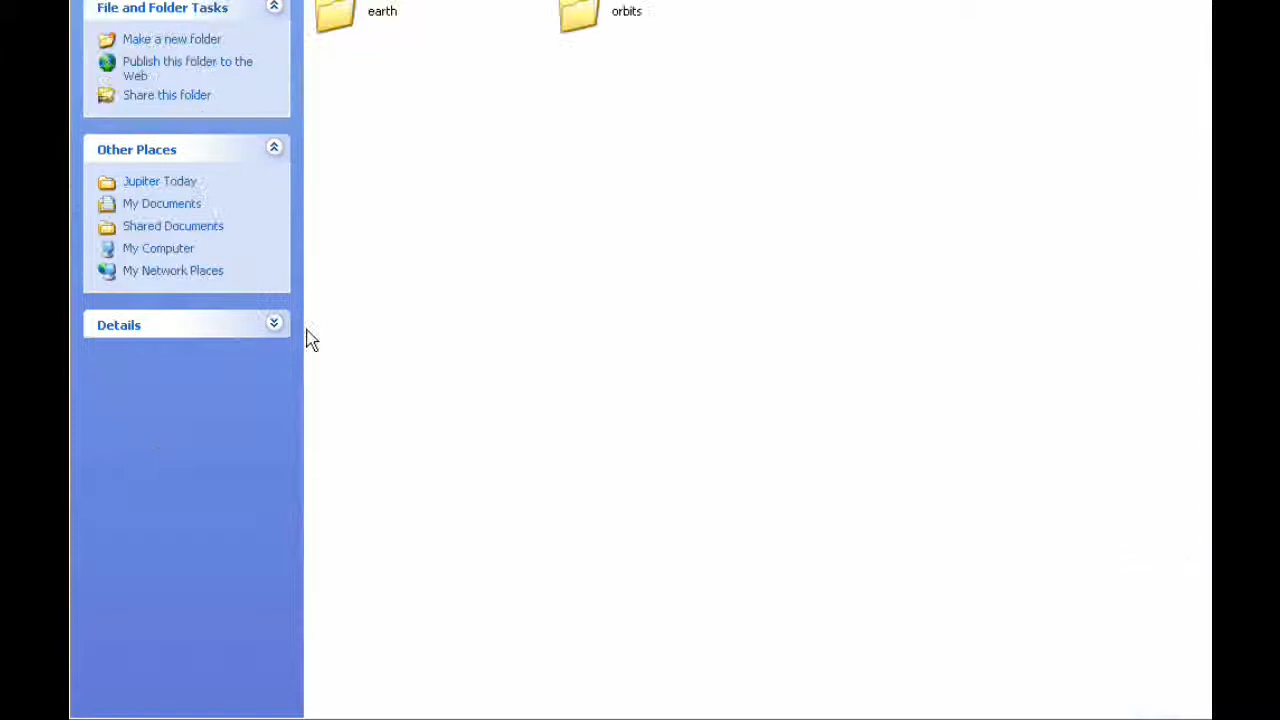 File and Folder Tasks
Make a new folder
Publish this folder to the
Web
Share this folder
Other Places
Jupiter Today
My Documents
Shared Documents
My Computer
My Network Places
Details
earth
orbits